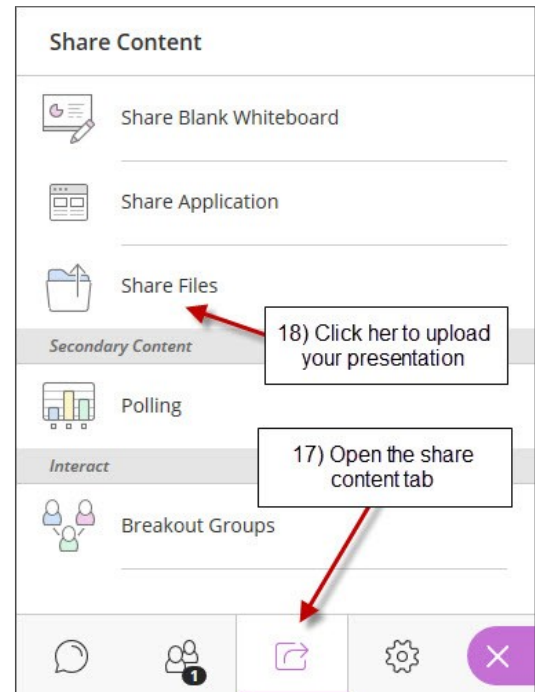 Share Content
Share Blank Whiteboard
Share Application
Share Files
18) Click her to upload
your presentation
Secondary Content
Polling
17) Open the share
content tab
Interact
Breakout Groups
1